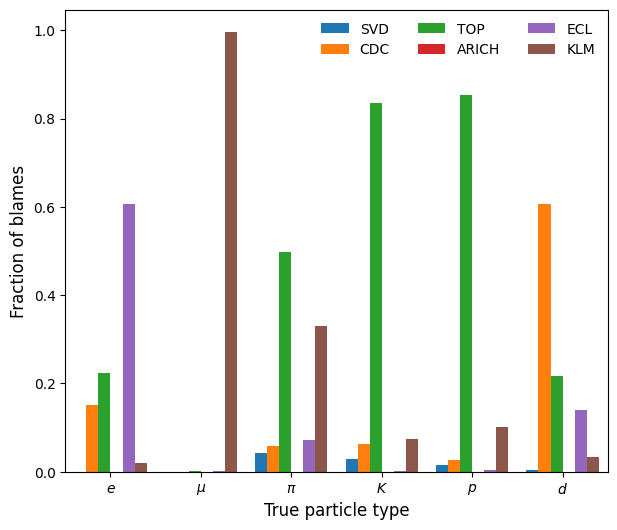 1.0
0.8
0.6
0.4
0.2
0.0
Fraction of blames
SVD TOP ECL
CDC ARICH KLM
e μ π K p d
True particle type